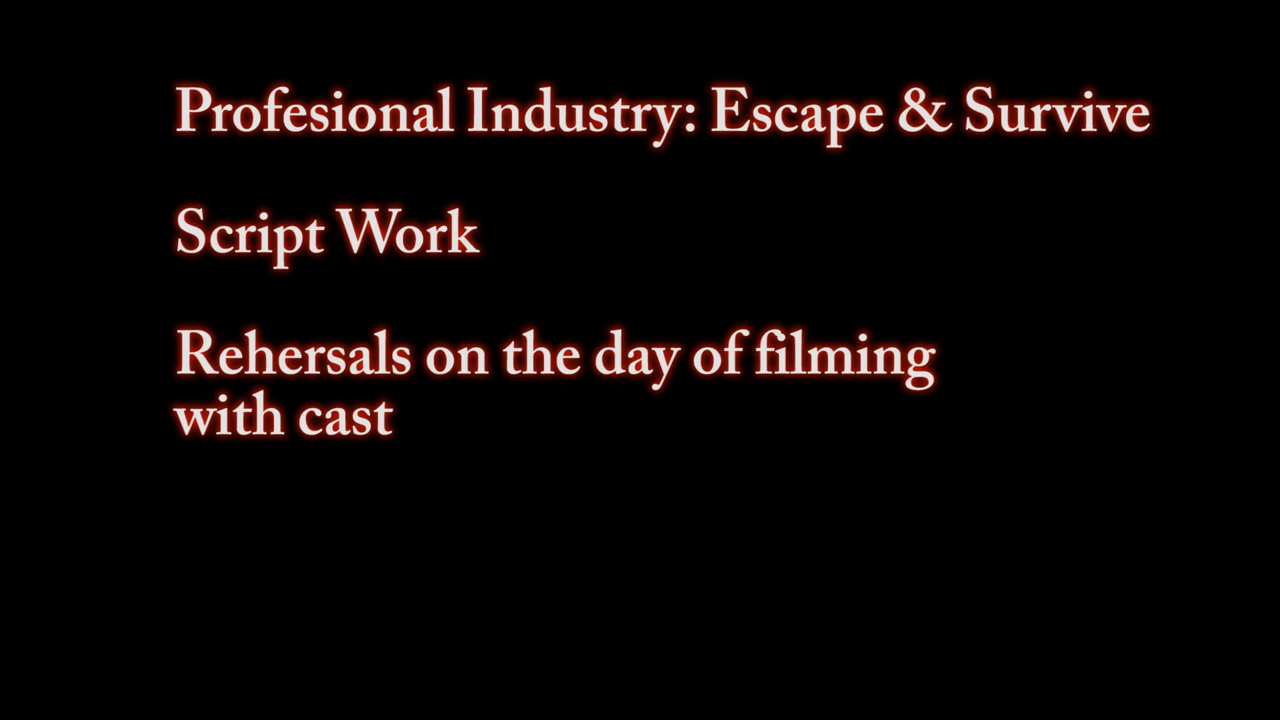 Profesional Industry: Escape & Survive
Script Work
Rehersals on the day of filming
with cast